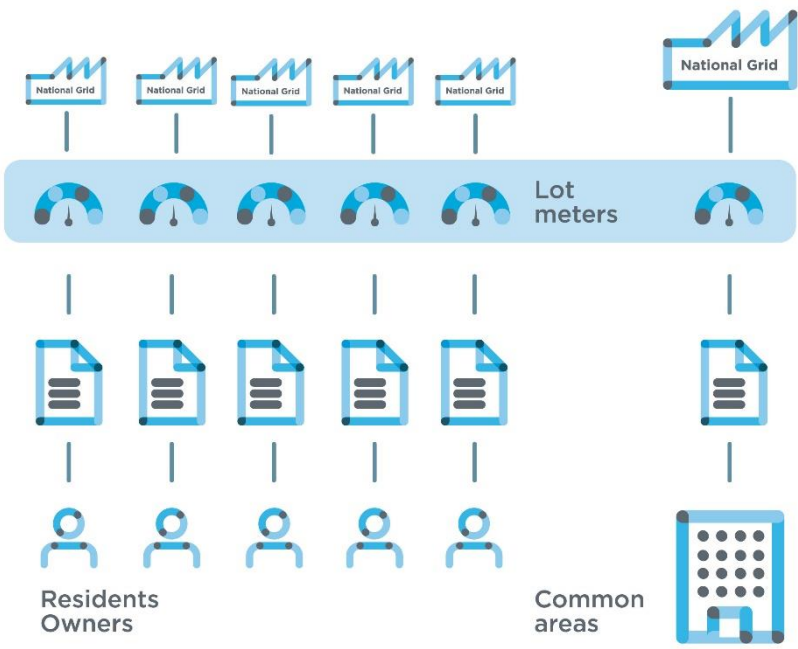 National Grid
National Grid
National Grid
National Grid
National Grid
National Grid
Lot
meters
Residents
Owners
Common
areas